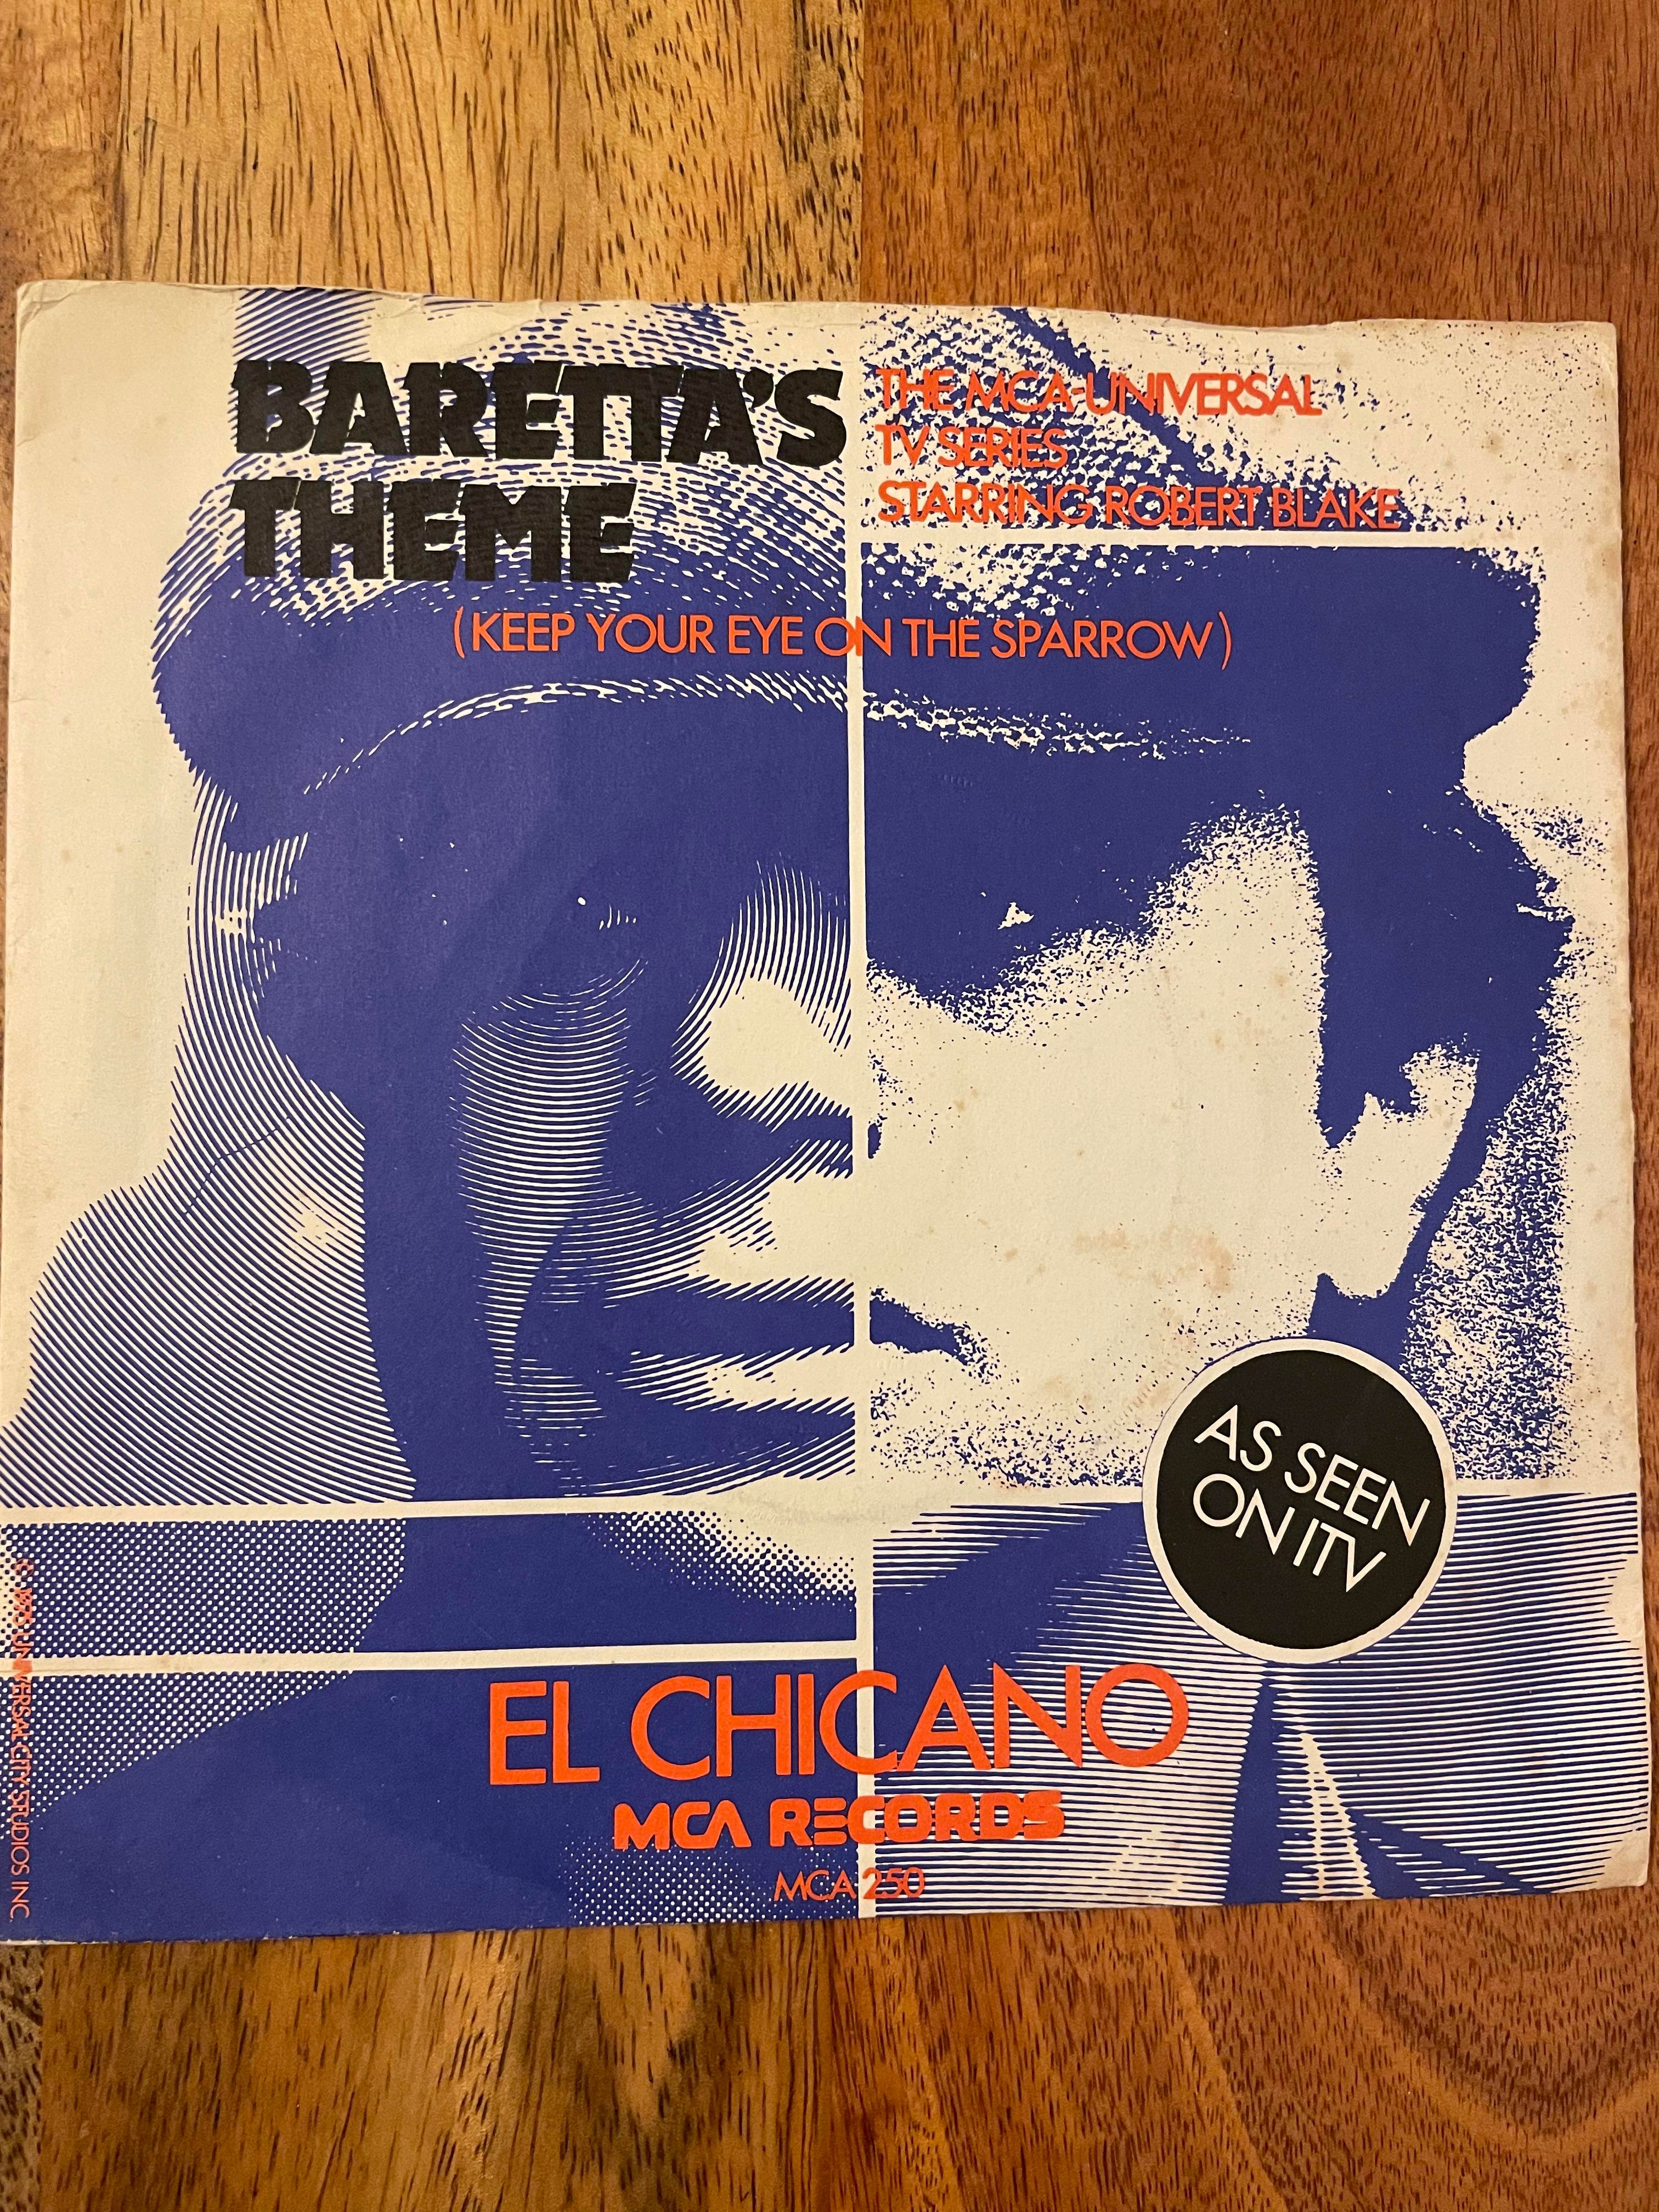 BARETTA'S
THEME
THE MCA-UNIVERSAL
TV SERIES
STARRING ROBERT BLAKE
(KEEP YOUR EYE ON THE SPARROW)
AS SEEN
ON ITV
EL CHICANO
MCA RECORDS
MCA 250
© 1975 UNIVERSAL CITY STUDIOS INC